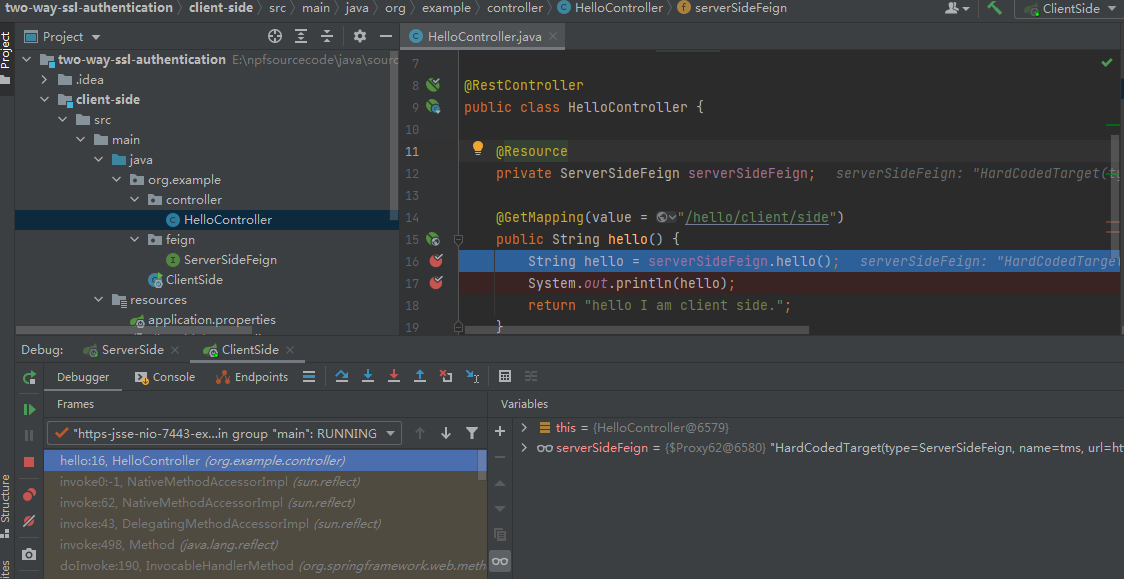 two-way-ssl-authentication client-side src main java org example controller HelloController serverSideFeign ClientSide
Project
Project
HelloController.java
two-way-ssl-authentication E:\npfsourcecode\java\sourc
.idea
client-side
src
main
java
org.example
controller
HelloController
feign
ServerSideFeign
ClientSide
resources
application.properties
7
8 @RestController
9 public class HelloController {
10
11 @Resource
12 private ServerSideFeign serverSideFeign; serverSideFeign: "HardCodedTarget(ty
13
14 @GetMapping(value = "/hello/client/side")
15 public String hello() {
16 String hello = serverSideFeign.hello(); serverSideFeign: "HardCodedTarget
17 System.out.println(hello);
18 return "hello I am client side.";
19 }
Debug: ServerSide ClientSide
Debugger Console Endpoints
Frames
Variables
"https-jsse-nio-7443-ex...in group "main": RUNNING
hello:16, HelloController (org.example.controller)
invoke0:-1, NativeMethodAccessorImpl (sun.reflect)
invoke:62, NativeMethodAccessorImpl (sun.reflect)
invoke:43, DelegatingMethodAccessorImpl (sun.reflect)
invoke:498, Method (java.lang.reflect)
doInvoke:190, InvocableHandlerMethod (org.springframework.web.meth
this = {HelloController@6579}
serverSideFeign = {$Proxy62@6580} "HardCodedTarget(type=ServerSideFeign, name=tms, url=ht
Structure